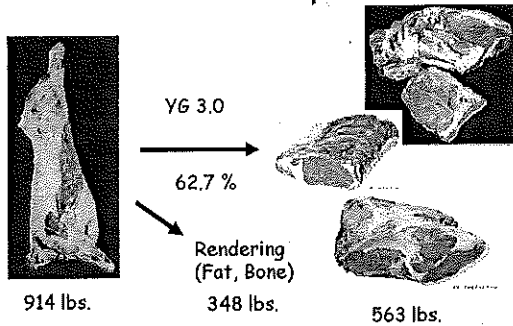 YG 3.0
62.7 %
Rendering
(Fat, Bone)
914 lbs.
348 lbs.
563 lbs.